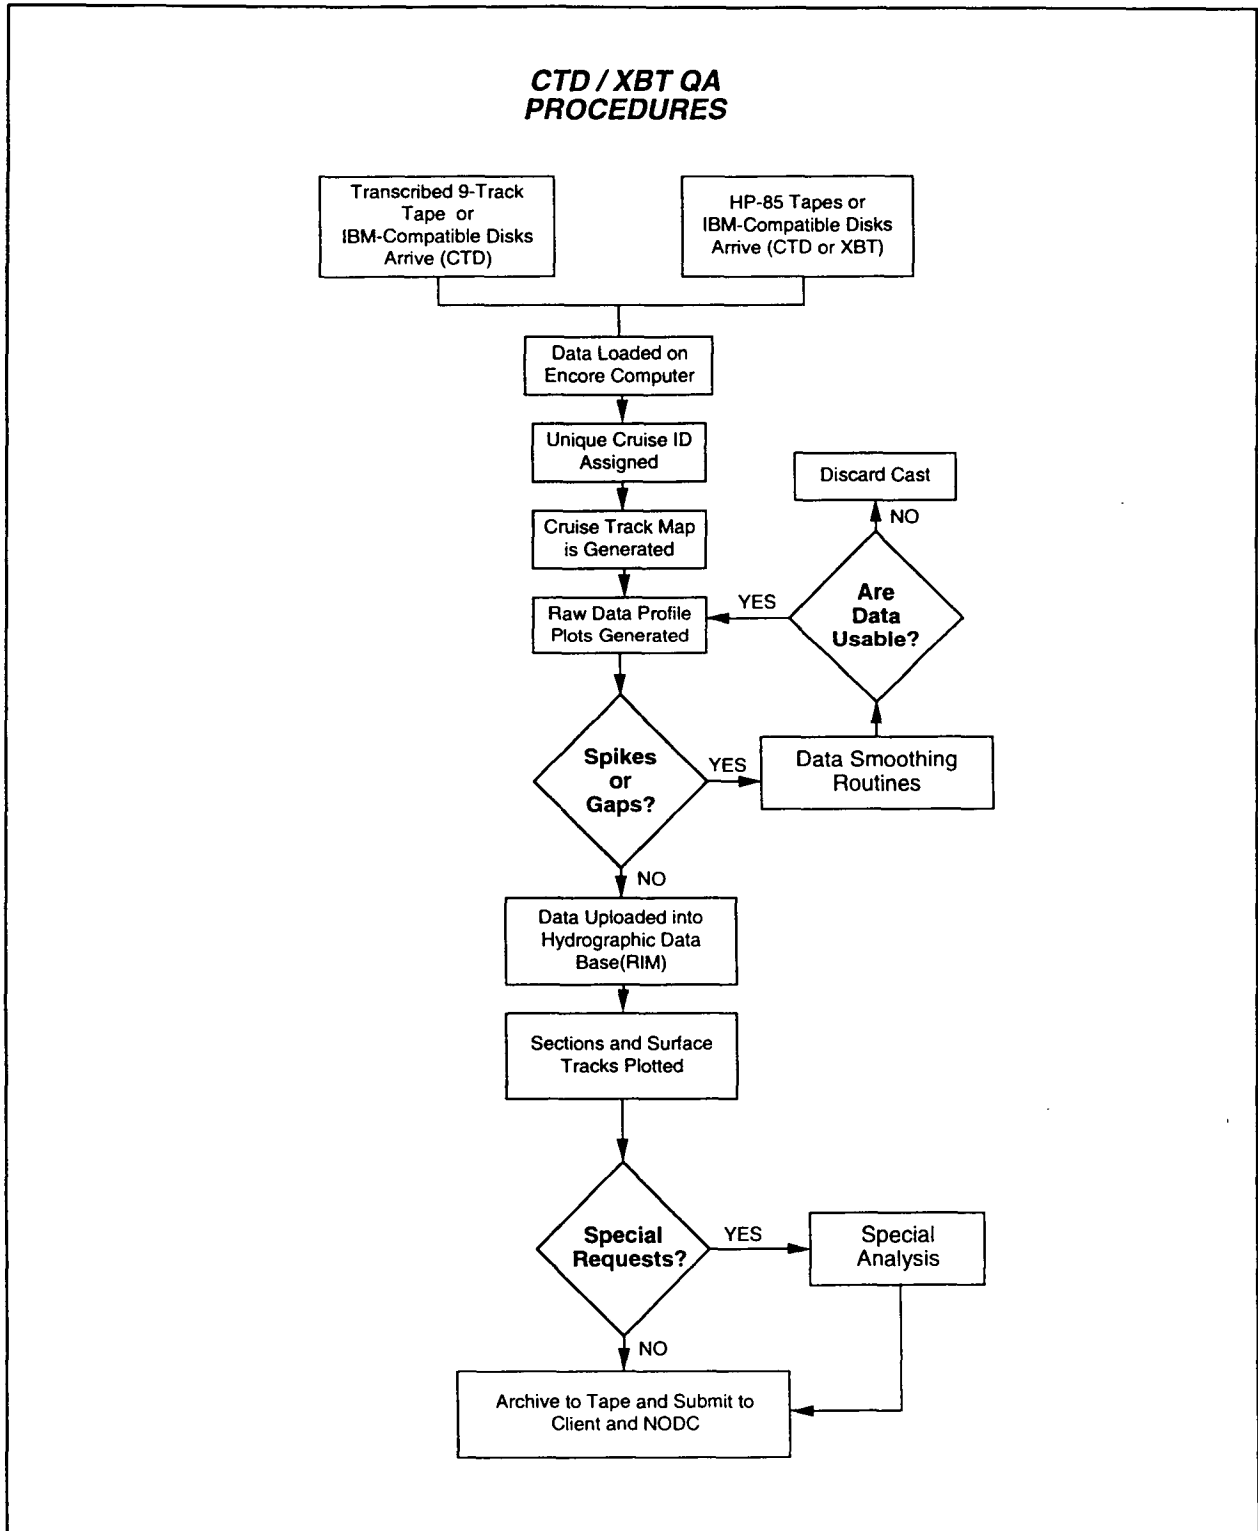 CTD / XBT QA
PROCEDURES
Transcribed 9-Track
Tape or
IBM-Compatible Disks
Arrive (CTD)
HP-85 Tapes or
IBM-Compatible Disks
Arrive (CTD or XBT)
Data Loaded on
Encore Computer
Unique Cruise ID
Assigned
Discard Cast
NO
Cruise Track Map
is Generated
Are
Data
Usable?
YES
Raw Data Profile
Plots Generated
Spikes
or
Gaps?
YES
Data Smoothing
Routines
NO
Data Uploaded into
Hydrographic Data
Base(RIM)
Sections and Surface
Tracks Plotted
Special
Requests?
YES
Special
Analysis
NO
Archive to Tape and Submit to
Client and NODC